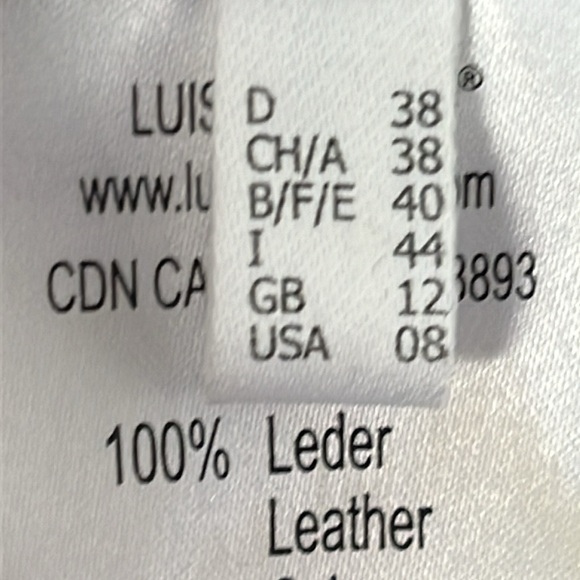 D 38
CH/A 38
B/F/E 40
I 44
GB 12
USA 08
LUIS ®
www.lu m
CDN CA 3893
100% Leder
Leather